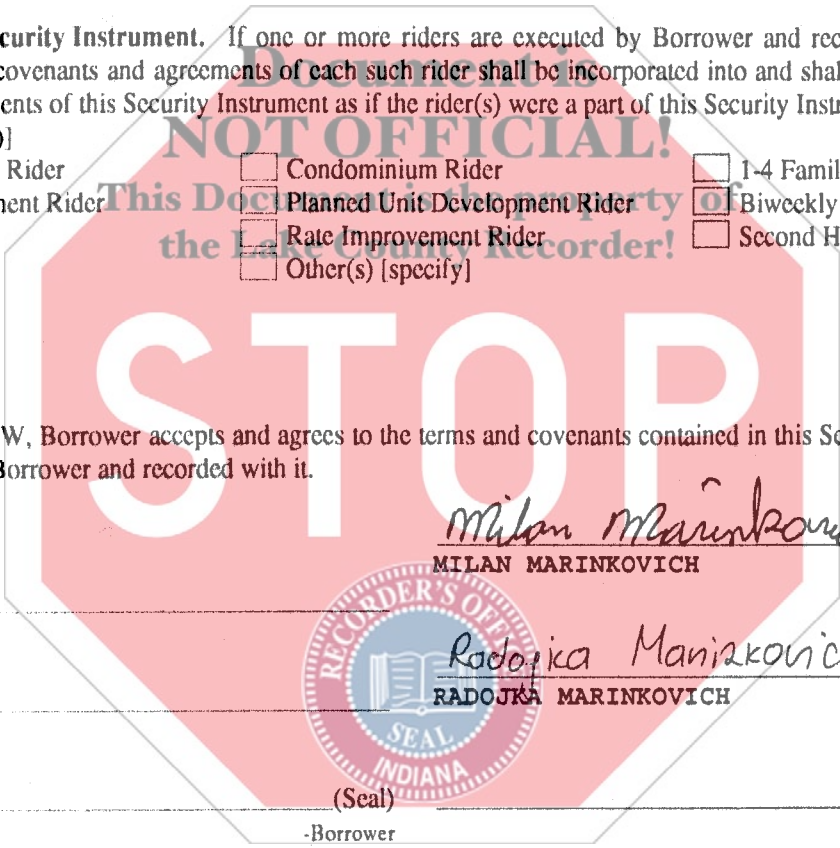 curity Instrument. If one or more riders are executed by Borrower and rec
covenants and agreements of each such rider shall be incorporated into and shal
ents of this Security Instrument as if the rider(s) were a part of this Security Instr
)]
Rider Condominium Rider 1-4 Famil
ent Rider Planned Unit Development Rider Biweekly
Rate Improvement Rider Second H
Other(s) [specify]
Document is
NOT OFFICIAL!
This Document is the property of
the Lake County Recorder!
STOP
W, Borrower accepts and agrees to the terms and covenants contained in this Se
Borrower and recorded with it.
Milan Marinkov
MILAN MARINKOVICH
Radojka Marinkovic
RADOJKA MARINKOVICH
RECORDER'S OFFICE
SEAL
INDIANA
(Seal)
-Borrower